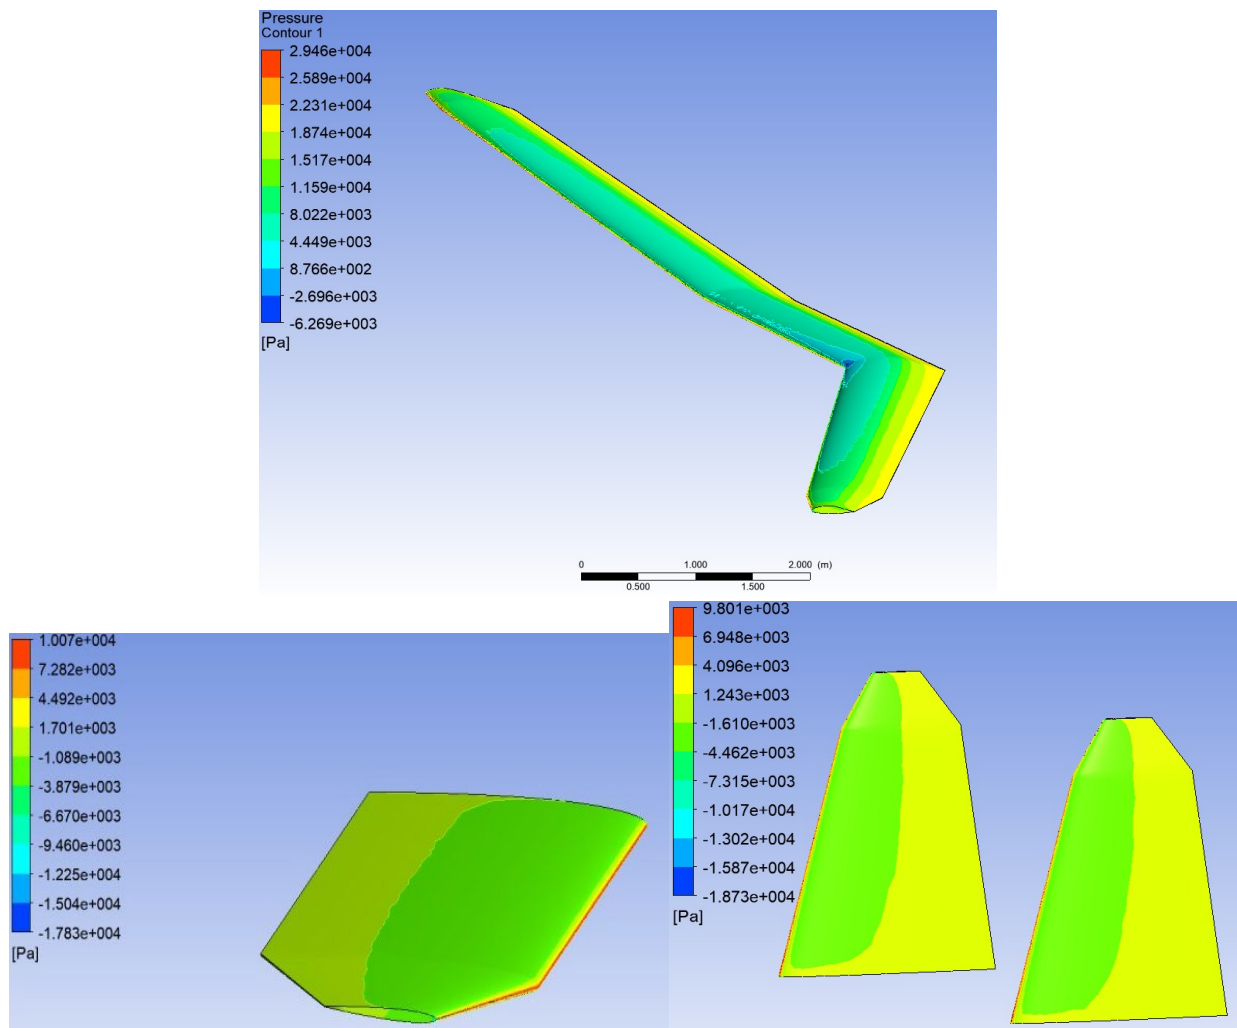 Pressure
Contour 1
2.946e+004
2.589e+004
2.231e+004
1.874e+004
1.517e+004
1.159e+004
8.022e+003
4.449e+003
8.766e+002
-2.696e+003
-6.269e+003
[Pa]
0 1.000 2.000 (m)
0.500 1.500
1.007e+004
7.282e+003
4.492e+003
1.701e+003
-1.089e+003
-3.879e+003
-6.670e+003
-9.460e+003
-1.225e+004
-1.504e+004
-1.783e+004
[Pa]
9.801e+003
6.948e+003
4.096e+003
1.243e+003
-1.610e+003
-4.462e+003
-7.315e+003
-1.017e+004
-1.302e+004
-1.587e+004
-1.873e+004
[Pa]